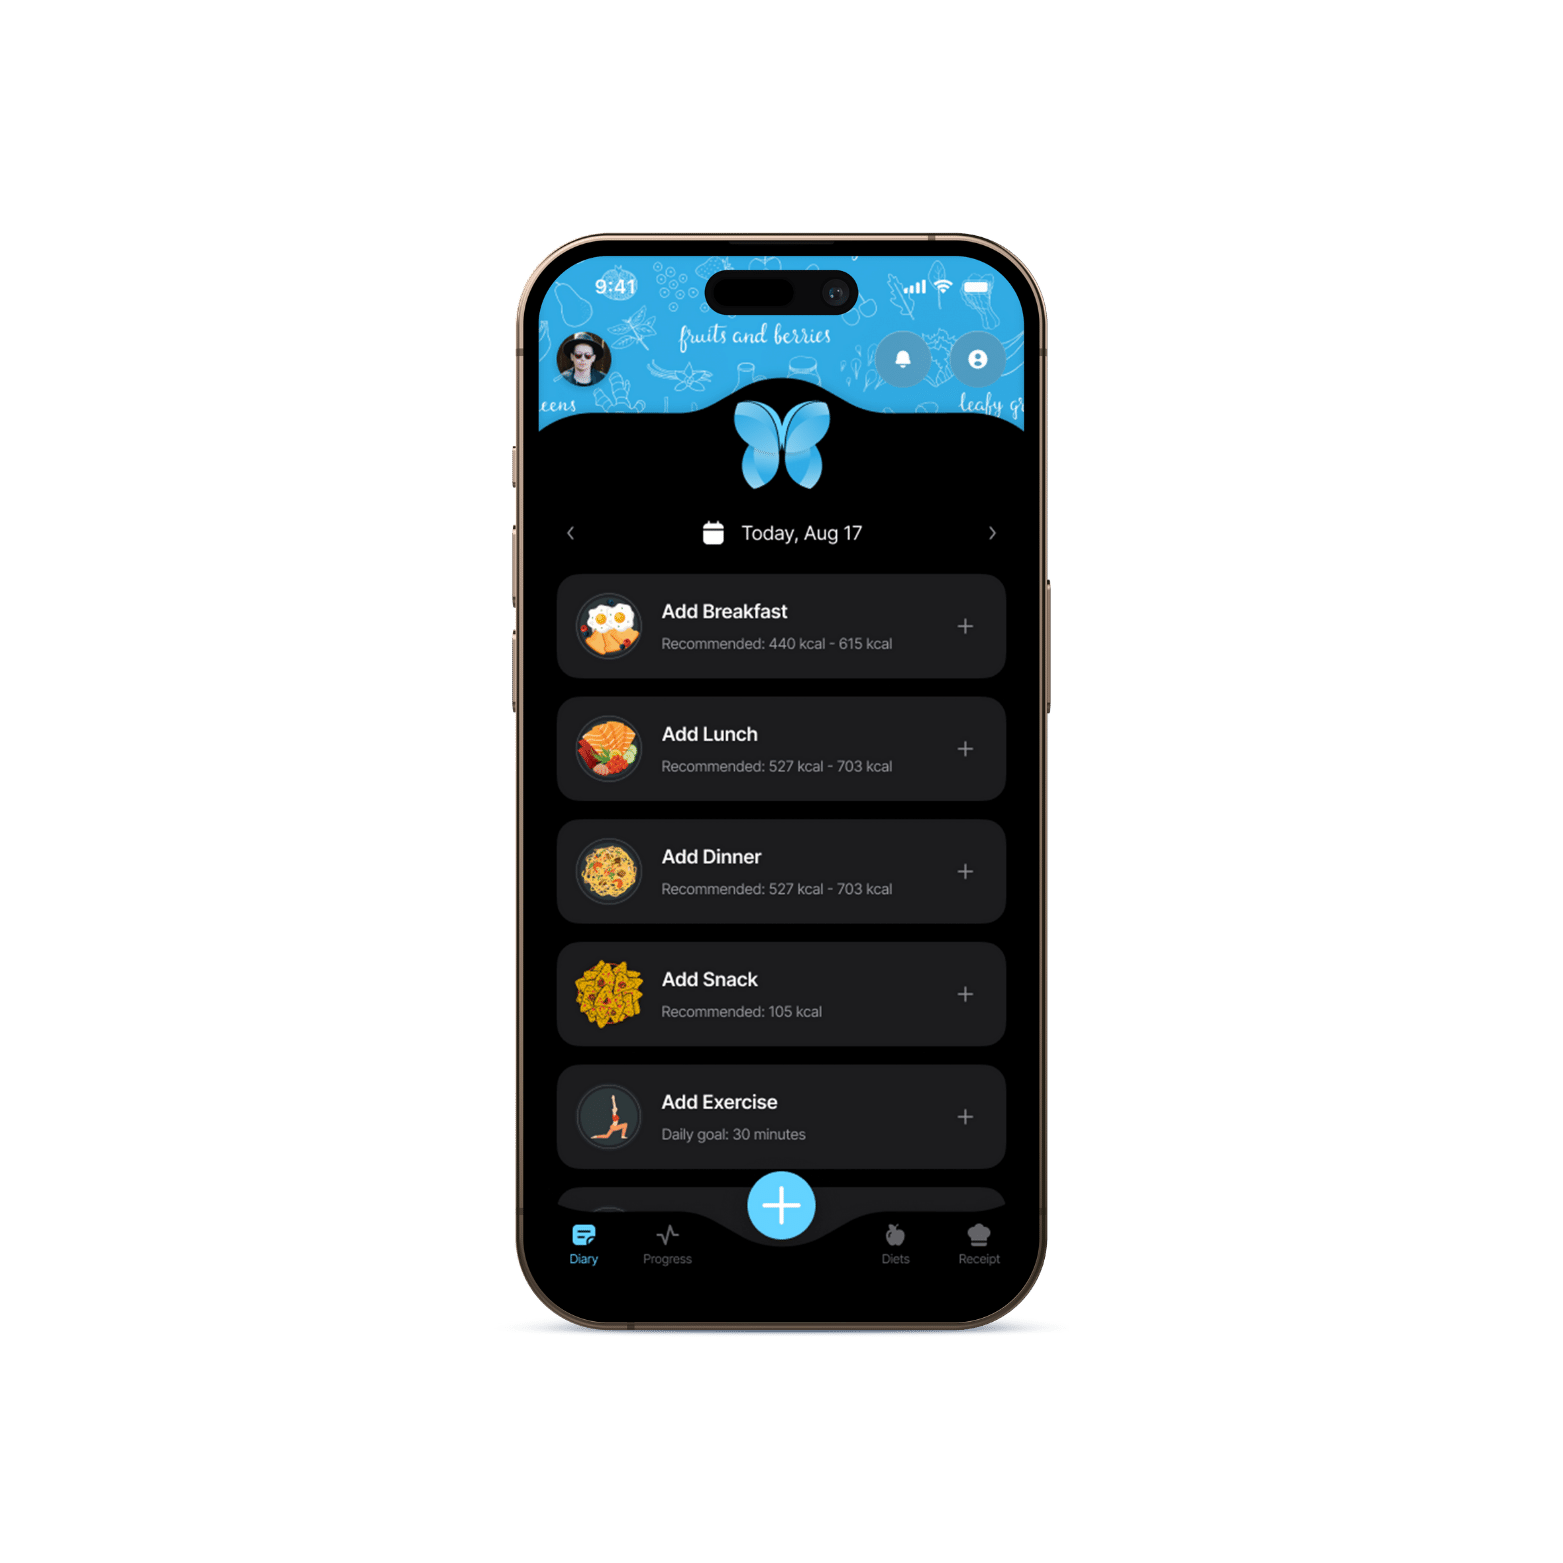 9:41
fruits and berries
eens
leafy gr
Today, Aug 17
Add Breakfast
Recommended: 440 kcal - 615 kcal
Add Lunch
Recommended: 527 kcal - 703 kcal
Add Dinner
Recommended: 527 kcal - 703 kcal
Add Snack
Recommended: 105 kcal
Add Exercise
Daily goal: 30 minutes
Diary Progress Diets Receipt